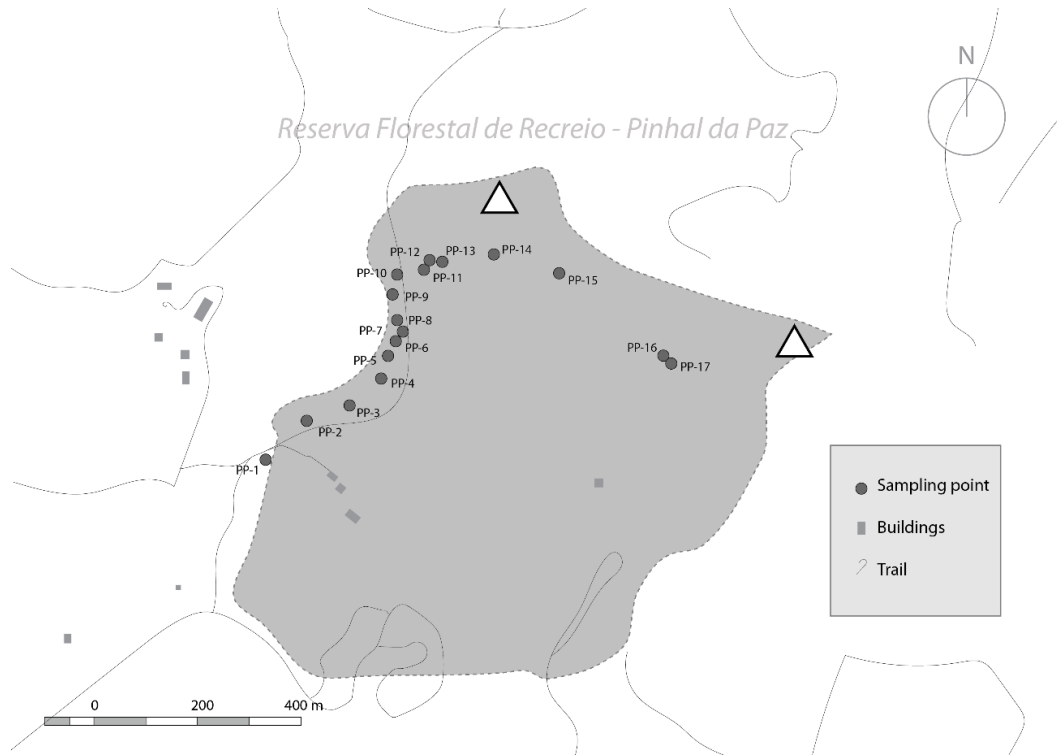 N
Reserva Florestal de Recreio - Pinhal da Paz
PP-12
PP-13
PP-14
PP-10
PP-11
PP-15
PP-9
PP-8
PP-7
PP-6
PP-5
PP-16
PP-17
PP-4
PP-3
PP-2
PP-1
Sampling point
Buildings
Trail
0 200 400 m